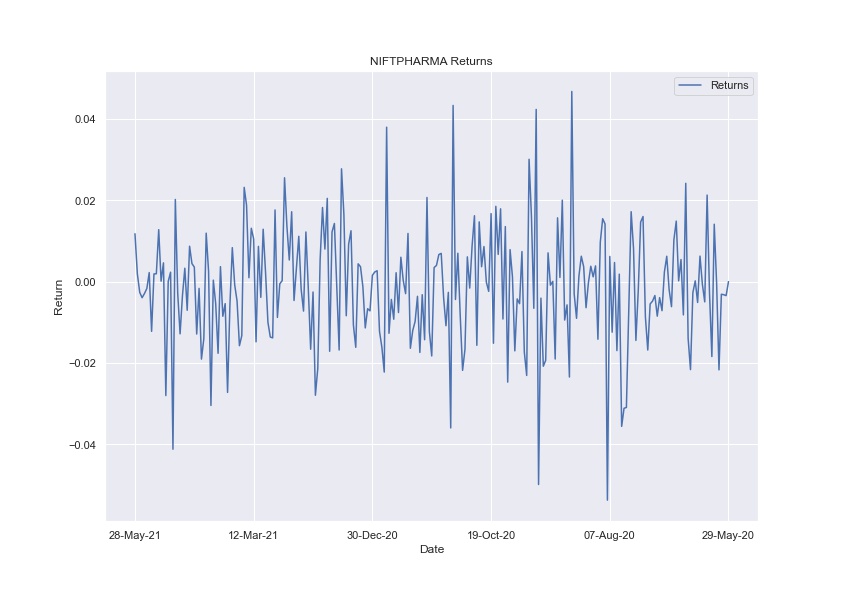 NIFTPHARMA Returns
Returns
0.04
0.02
0.00
−0.02
−0.04
Return
28-May-21
12-Mar-21
30-Dec-20
19-Oct-20
07-Aug-20
29-May-20
Date